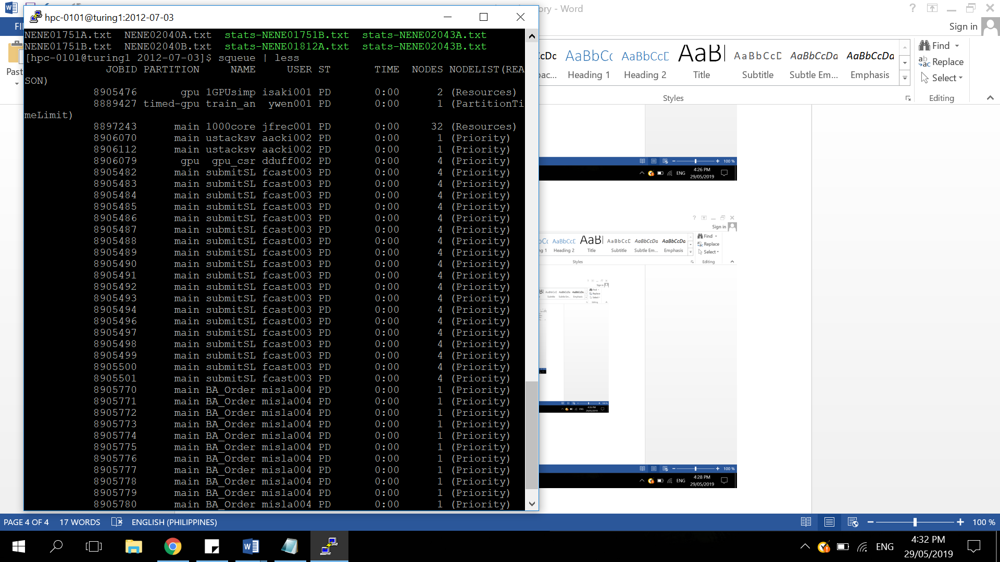 hpc-0101@turing1:2012-07-03
ory - Word
Sign in
NENE01751A.txt  NENE02040A.txt  stats-NENE01751B.txt  stats-NENE02043A.txt
NENE01751B.txt  NENE02040B.txt  stats-NENE01812A.txt  stats-NENE02043B.txt
[hpc-0101@turing1 2012-07-03]$ squeue | less
JOBID PARTITION     NAME     USER ST       TIME  NODES NODELIST(REA
SON)
8905476       gpu 1GPUsimp isaki001 PD       0:00      2 (Resources)
8889427 timed-gpu train_an  ywen001 PD       0:00      1 (PartitionTi
meLimit)
8897243      main 1000core jfrec001 PD       0:00     32 (Resources)
8906070      main ustacksv aacki002 PD       0:00      1 (Priority)
8906112      main ustacksv aacki002 PD       0:00      1 (Priority)
8906079       gpu  gpu_csr dduff002 PD       0:00      4 (Priority)
8905482      main submitSL fcast003 PD       0:00      4 (Priority)
8905483      main submitSL fcast003 PD       0:00      4 (Priority)
8905484      main submitSL fcast003 PD       0:00      4 (Priority)
8905485      main submitSL fcast003 PD       0:00      4 (Priority)
8905486      main submitSL fcast003 PD       0:00      4 (Priority)
8905487      main submitSL fcast003 PD       0:00      4 (Priority)
8905488      main submitSL fcast003 PD       0:00      4 (Priority)
8905489      main submitSL fcast003 PD       0:00      4 (Priority)
8905490      main submitSL fcast003 PD       0:00      4 (Priority)
8905491      main submitSL fcast003 PD       0:00      4 (Priority)
8905492      main submitSL fcast003 PD       0:00      4 (Priority)
8905493      main submitSL fcast003 PD       0:00      4 (Priority)
8905494      main submitSL fcast003 PD       0:00      4 (Priority)
8905496      main submitSL fcast003 PD       0:00      4 (Priority)
8905497      main submitSL fcast003 PD       0:00      4 (Priority)
8905498      main submitSL fcast003 PD       0:00      4 (Priority)
8905499      main submitSL fcast003 PD       0:00      4 (Priority)
8905500      main submitSL fcast003 PD       0:00      4 (Priority)
8905501      main submitSL fcast003 PD       0:00      4 (Priority)
8905770      main BA_Order misla004 PD       0:00      1 (Priority)
8905771      main BA_Order misla004 PD       0:00      1 (Priority)
8905772      main BA_Order misla004 PD       0:00      1 (Priority)
8905773      main BA_Order misla004 PD       0:00      1 (Priority)
8905774      main BA_Order misla004 PD       0:00      1 (Priority)
8905775      main BA_Order misla004 PD       0:00      1 (Priority)
8905776      main BA_Order misla004 PD       0:00      1 (Priority)
8905777      main BA_Order misla004 PD       0:00      1 (Priority)
8905778      main BA_Order misla004 PD       0:00      1 (Priority)
8905779      main BA_Order misla004 PD       0:00      1 (Priority)
8905780      main BA_Order misla004 PD       0:00      1 (Priority)
FI
Past
cDc AaBbCc AaBbCcD AaBl AaBbCcD AaBbCcDa AaBbCcDa
ac... Heading 1 Heading 2 Title Subtitle Subtle Em... Emphasis
Styles
Find
Replace
Select
Editing
100 %
ENG 4:26 PM
29/05/2019
Sign in
AaBbCcD AaBl AaBbCcD AaBbCcDa AaBbCcDa
ng 1 Heading 2 Title Subtitle Subtle Em... Emphasis
Styles
Find
Replace
Select
Editing
100 %
ENG 4:28 PM
29/05/2019
PAGE 4 OF 4 17 WORDS ENGLISH (PHILIPPINES) 100 %
ENG 4:32 PM
29/05/2019